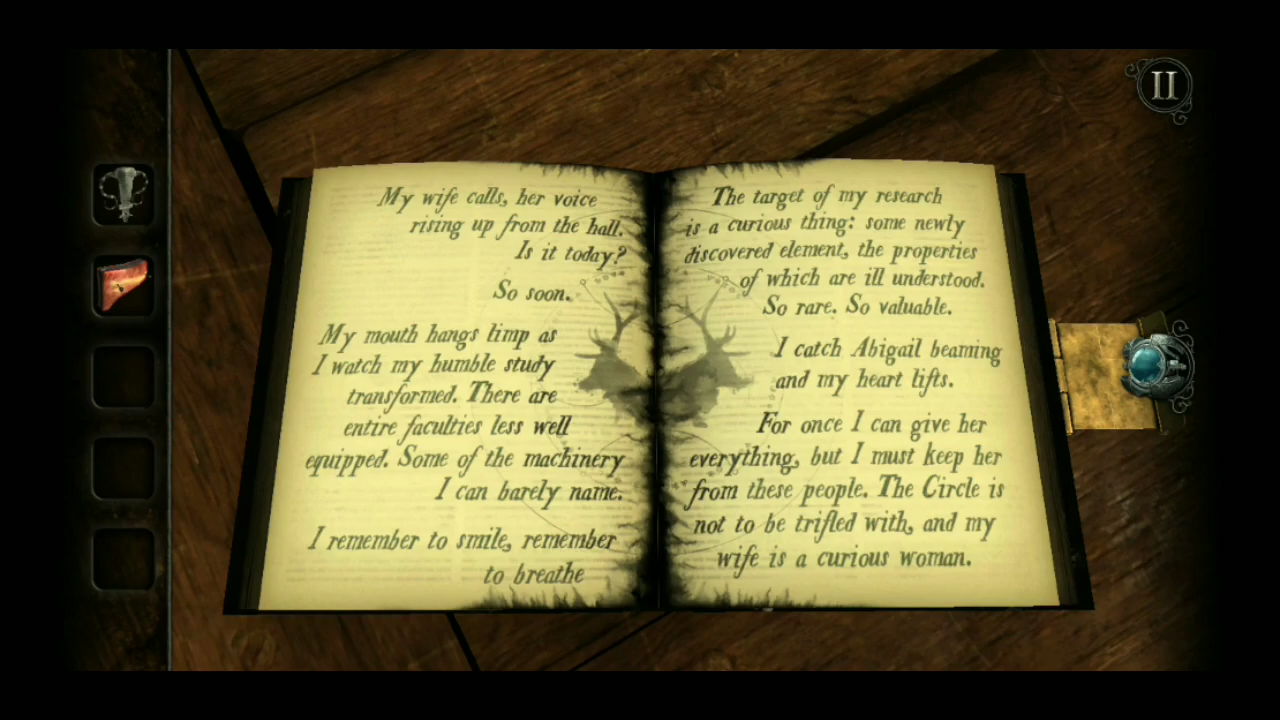 My wife calls, her voice
rising up from the hall.
Is it today?
So soon.
My mouth hangs limp as
I watch my humble study
transformed. There are
entire faculties less well
equipped. Some of the machinery
I can barely name.
I remember to smile, remember
to breathe
The target of my research
is a curious thing: some newly
discovered element, the properties
of which are ill understood.
So rare. So valuable.
I catch Abigail beaming
and my heart lifts.
For once I can give her
everything, but I must keep her
from these people. The Circle is
not to be trifled with, and my
wife is a curious woman.
II